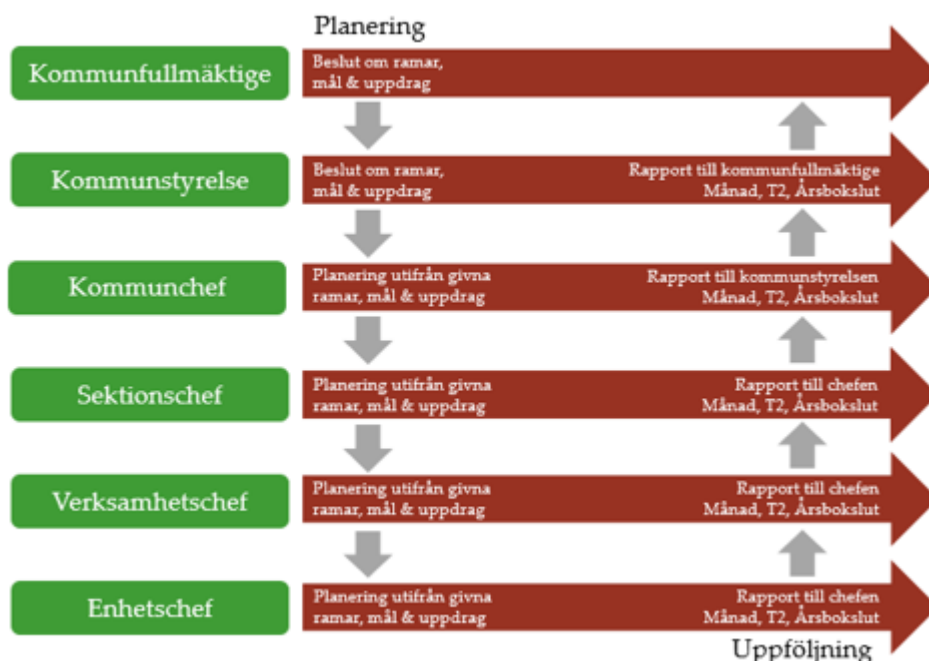 Planering
Kommunfullmäktige
Beslut om ramar,
mål & uppdrag
Kommunstyrelse
Beslut om ramar,
mål & uppdrag
Rapport till kommunfullmäktige
Månad, T2, Årsbokslut
Kommunchef
Planering utifrån givna
ramar, mål & uppdrag
Rapport till kommunstyrelsen
Månad, T2, Årsbokslut
Sektionschef
Planering utifrån givna
ramar, mål & uppdrag
Rapport till chefen
Månad, T2, Årsbokslut
Verksamhetschef
Planering utifrån givna
ramar, mål & uppdrag
Rapport till chefen
Månad, T2, Årsbokslut
Enhetschef
Planering utifrån givna
ramar, mål & uppdrag
Rapport till chefen
Månad, T2, Årsbokslut
Uppföljning